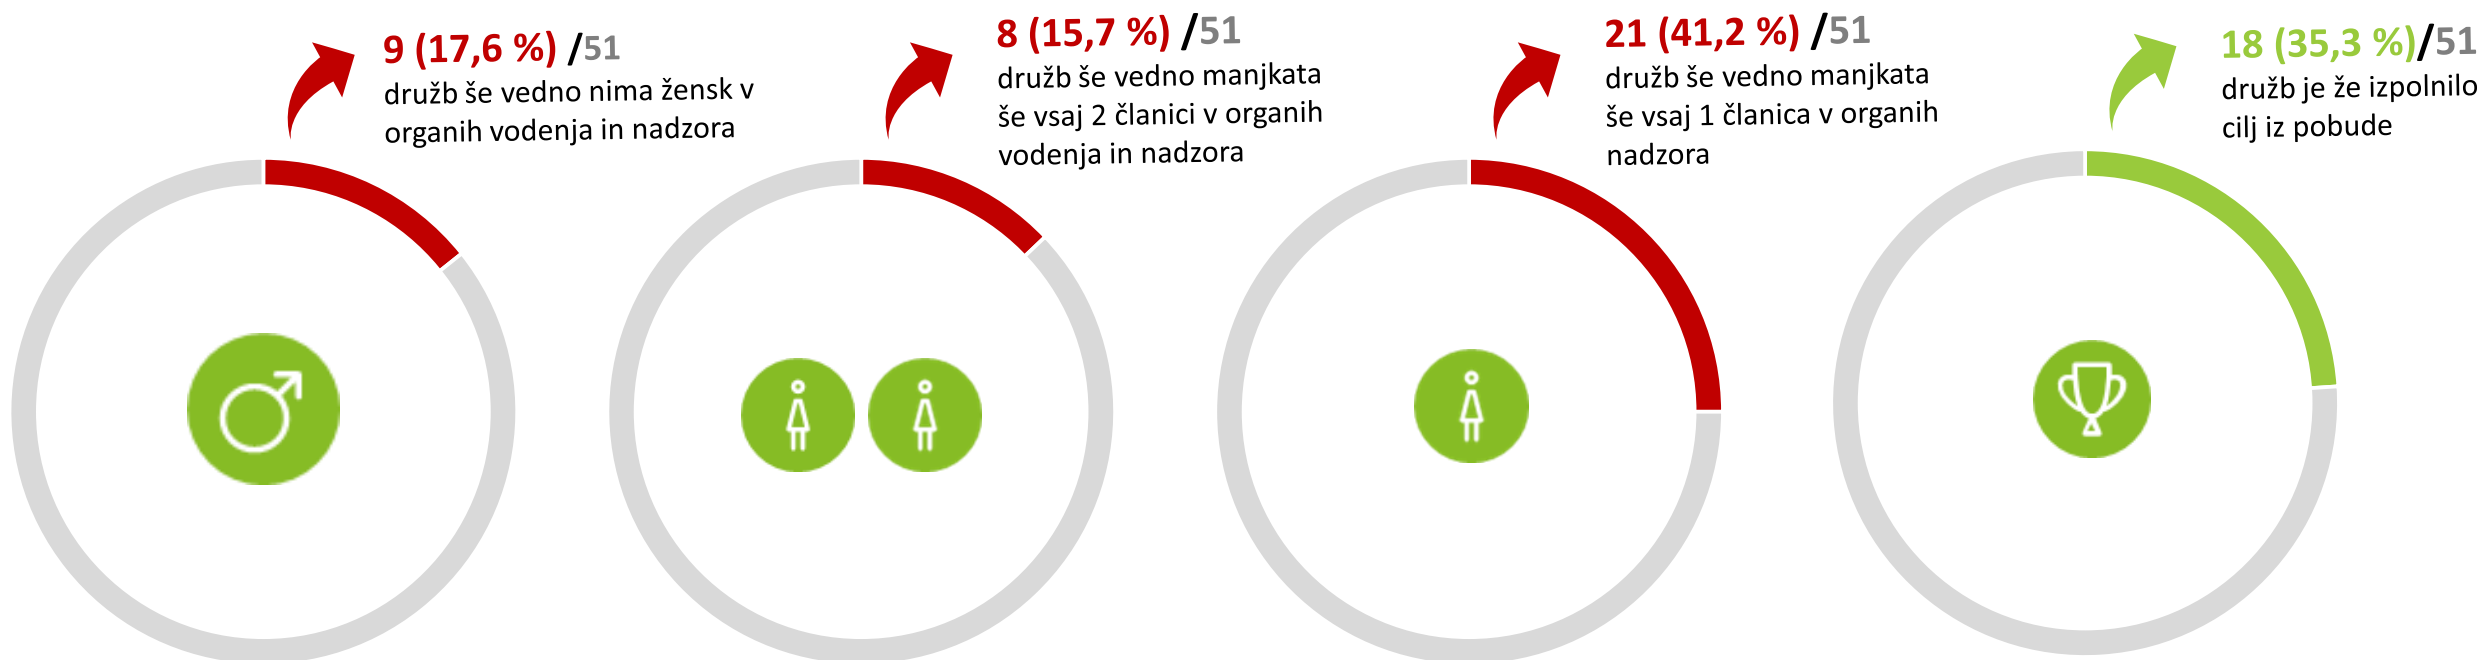 9 (17,6 %) /51
družb še vedno nima žensk v
organih vodenja in nadzora
8 (15,7 %) /51
družb še vedno manjkata
še vsaj 2 članici v organih
vodenja in nadzora
21 (41,2 %) /51
družb še vedno manjkata
še vsaj 1 članica v organih
nadzora
18 (35,3 %)/51
družb je že izpolnilo
cilj iz pobude